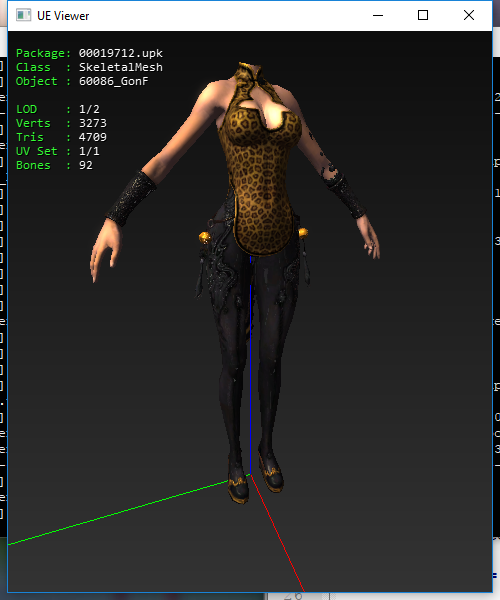 UE Viewer
Package: 00019712.upk
Class  : SkeletalMesh
Object : 60086_GonF
LOD    : 1/2
Verts  : 3273
Tris   : 4709
UV Set : 1/1
Bones  : 92